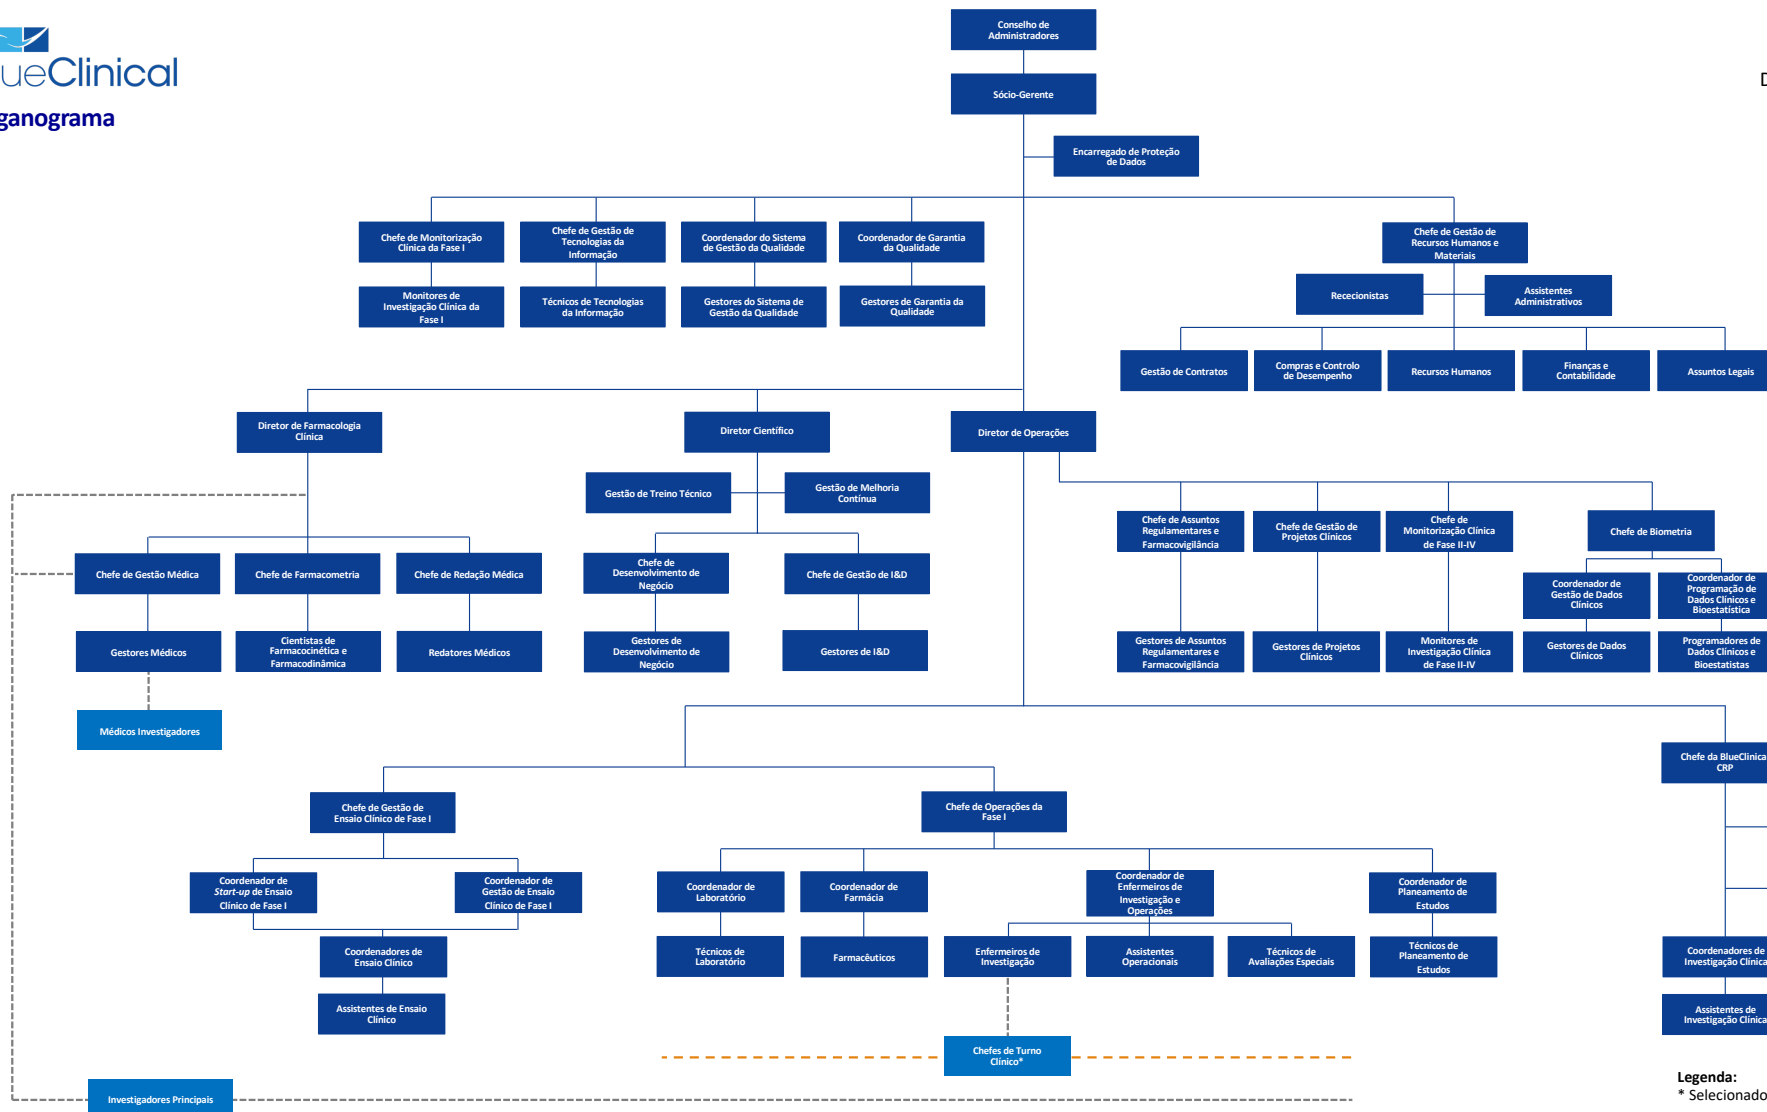 ueClinical
ganograma
D
Conselho de
Administradores
Sócio-Gerente
Encarregado de Proteção
de Dados
Chefe de Monitorização
Clínica da Fase I
Chefe de Gestão de
Tecnologias da
Informação
Coordenador do Sistema
de Gestão da Qualidade
Coordenador de Garantia
da Qualidade
Chefe de Gestão de
Recursos Humanos e
Materiais
Monitores de
Investigação Clínica da
Fase I
Técnicos de Tecnologias
da Informação
Gestores do Sistema de
Gestão da Qualidade
Gestores de Garantia da
Qualidade
Rececionistas
Assistentes
Administrativos
Gestão de Contratos
Compras e Controlo
de Desempenho
Recursos Humanos
Finanças e
Contabilidade
Assuntos Legais
Diretor de Farmacologia
Clínica
Diretor Científico
Diretor de Operações
Gestão de Treino Técnico
Gestão de Melhoria
Contínua
Chefe de Assuntos
Regulamentares e
Farmacovigilância
Chefe de Gestão de
Projetos Clínicos
Chefe de
Monitorização Clínica
de Fase II-IV
Chefe de Biometria
Chefe de Gestão Médica
Chefe de Farmacometria
Chefe de Redação Médica
Chefe de
Desenvolvimento de
Negócio
Chefe de Gestão de I&D
Coordenador de
Gestão de Dados
Clínicos
Coordenador de
Programação de
Dados Clínicos e
Bioestatística
Gestores Médicos
Cientistas de
Farmacocinética e
Farmacodinâmica
Redatores Médicos
Gestores de
Desenvolvimento de
Negócio
Gestores de I&D
Gestores de Assuntos
Regulamentares e
Farmacovigilância
Gestores de Projetos
Clínicos
Monitores de
Investigação Clínica
de Fase II-IV
Gestores de Dados
Clínicos
Programadores de
Dados Clínicos e
Bioestatistas
Médicos Investigadores
Chefe da BlueClinica
CRP
Chefe de Gestão de
Ensaio Clínico de Fase I
Chefe de Operações da
Fase I
Coordenador de
Start-up de Ensaio
Clínico de Fase I
Coordenador de
Gestão de Ensaio
Clínico de Fase I
Coordenador de
Laboratório
Coordenador de
Farmácia
Coordenador de
Enfermeiros de
Investigação e
Operações
Coordenador de
Planeamento de
Estudos
Coordenadores de
Ensaio Clínico
Técnicos de
Laboratório
Farmacêuticos
Enfermeiros de
Investigação
Assistentes
Operacionais
Técnicos de
Avaliações Especiais
Técnicos de
Planeamento de
Estudos
Coordenadores de
Investigação Clínica
Assistentes de Ensaio
Clínico
Assistentes de
Investigação Clínica
Chefes de Turno
Clínico*
Investigadores Principais
Legenda:
* Selecionado